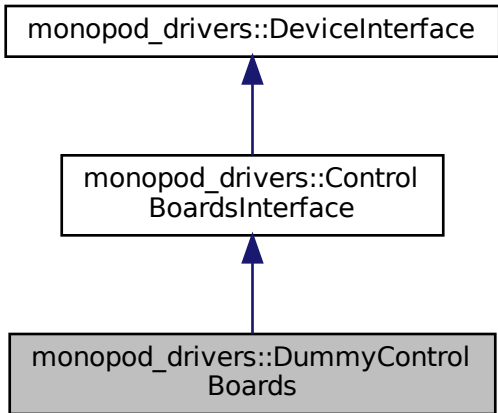 monopod_drivers::DeviceInterface
monopod_drivers::Control
BoardsInterface
monopod_drivers::DummyControl
Boards